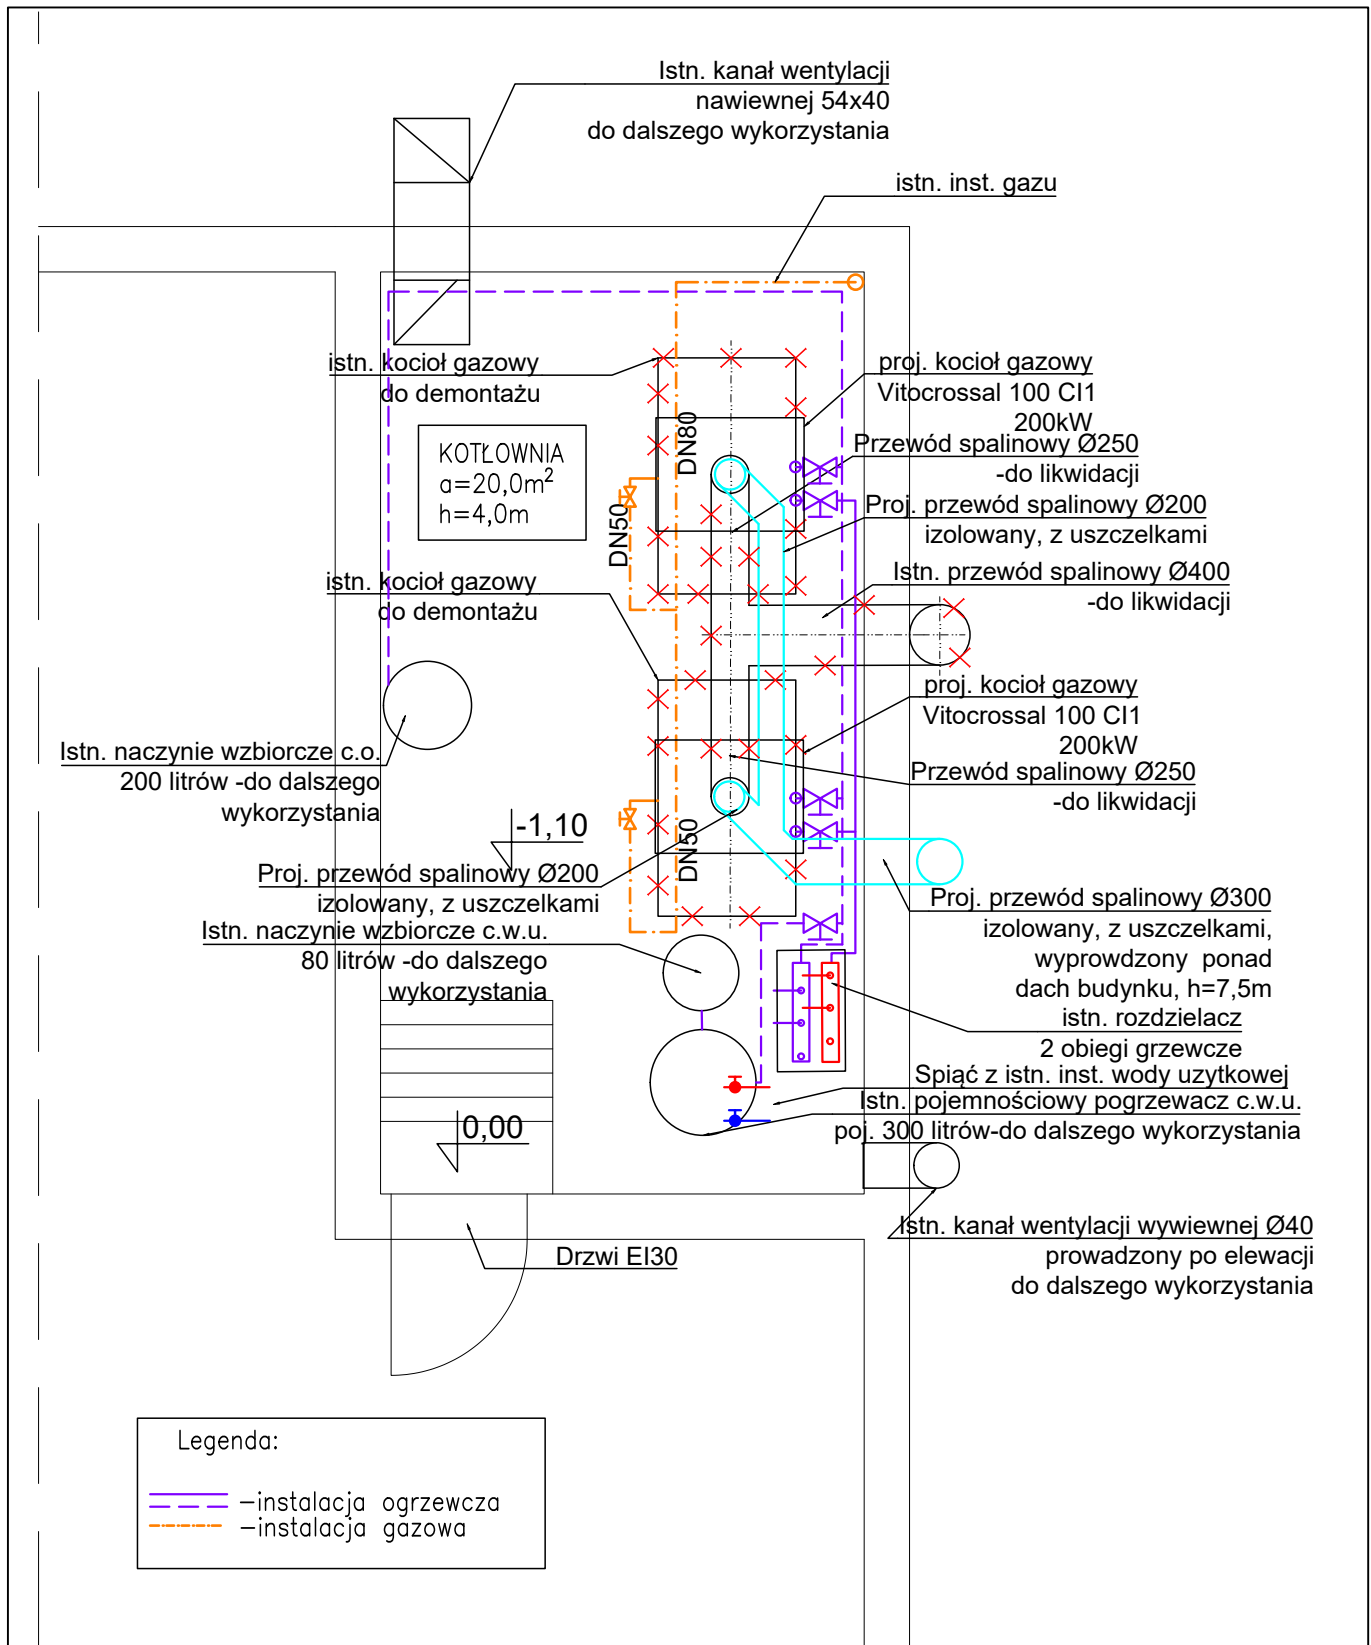 Istn. kanał wentylacji
nawiewnej 54x40
do dalszego wykorzystania
istn. inst. gazu
istn. kocioł gazowy
do demontażu
proj. kocioł gazowy
Vitocrossal 100 CI1
200kW
KOTŁOWNIA
a=20,0m²
h=4,0m
DN80
DN50
Przewód spalinowy Ø250
-do likwidacji
Proj. przewód spalinowy Ø200
izolowany, z uszczelkami
istn. kocioł gazowy
do demontażu
Istn. przewód spalinowy Ø400
-do likwidacji
proj. kocioł gazowy
Vitocrossal 100 CI1
200kW
Istn. naczynie wzbiorcze c.o.
200 litrów -do dalszego
wykorzystania
Przewód spalinowy Ø250
-do likwidacji
-1,10
DN50
Proj. przewód spalinowy Ø200
izolowany, z uszczelkami
Istn. naczynie wzbiorcze c.w.u.
80 litrów -do dalszego
wykorzystania
Proj. przewód spalinowy Ø300
izolowany, z uszczelkami,
wyprowdzony ponad
dach budynku, h=7,5m
istn. rozdzielacz
2 obiegi grzewcze
Spiąć z istn. inst. wody uzytkowej
Istn. pojemnościowy pogrzewacz c.w.u.
poj. 300 litrów-do dalszego wykorzystania
0,00
Istn. kanał wentylacji wywiewnej Ø40
prowadzony po elewacji
do dalszego wykorzystania
Drzwi EI30
Legenda:
-instalacja ogrzewcza
-instalacja gazowa